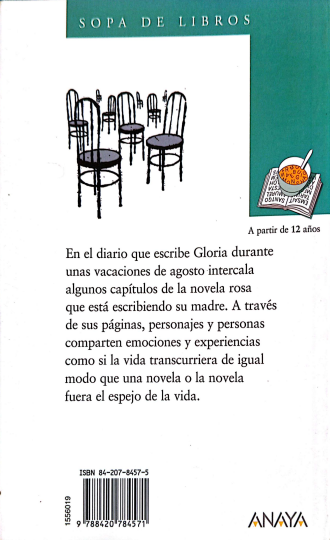 SOPA DE LIBROS
A partir de 12 años
En el diario que escribe Gloria durante
unas vacaciones de agosto intercala
algunos capítulos de la novela rosa
que está escribiendo su madre. A través
de sus páginas, personajes y personas
comparten emociones y experiencias
como si la vida transcurriera de igual
modo que una novela o la novela
fuera el espejo de la vida.
ISBN 84-207-8457-5
1556019
9 788420 784571
ANAYA